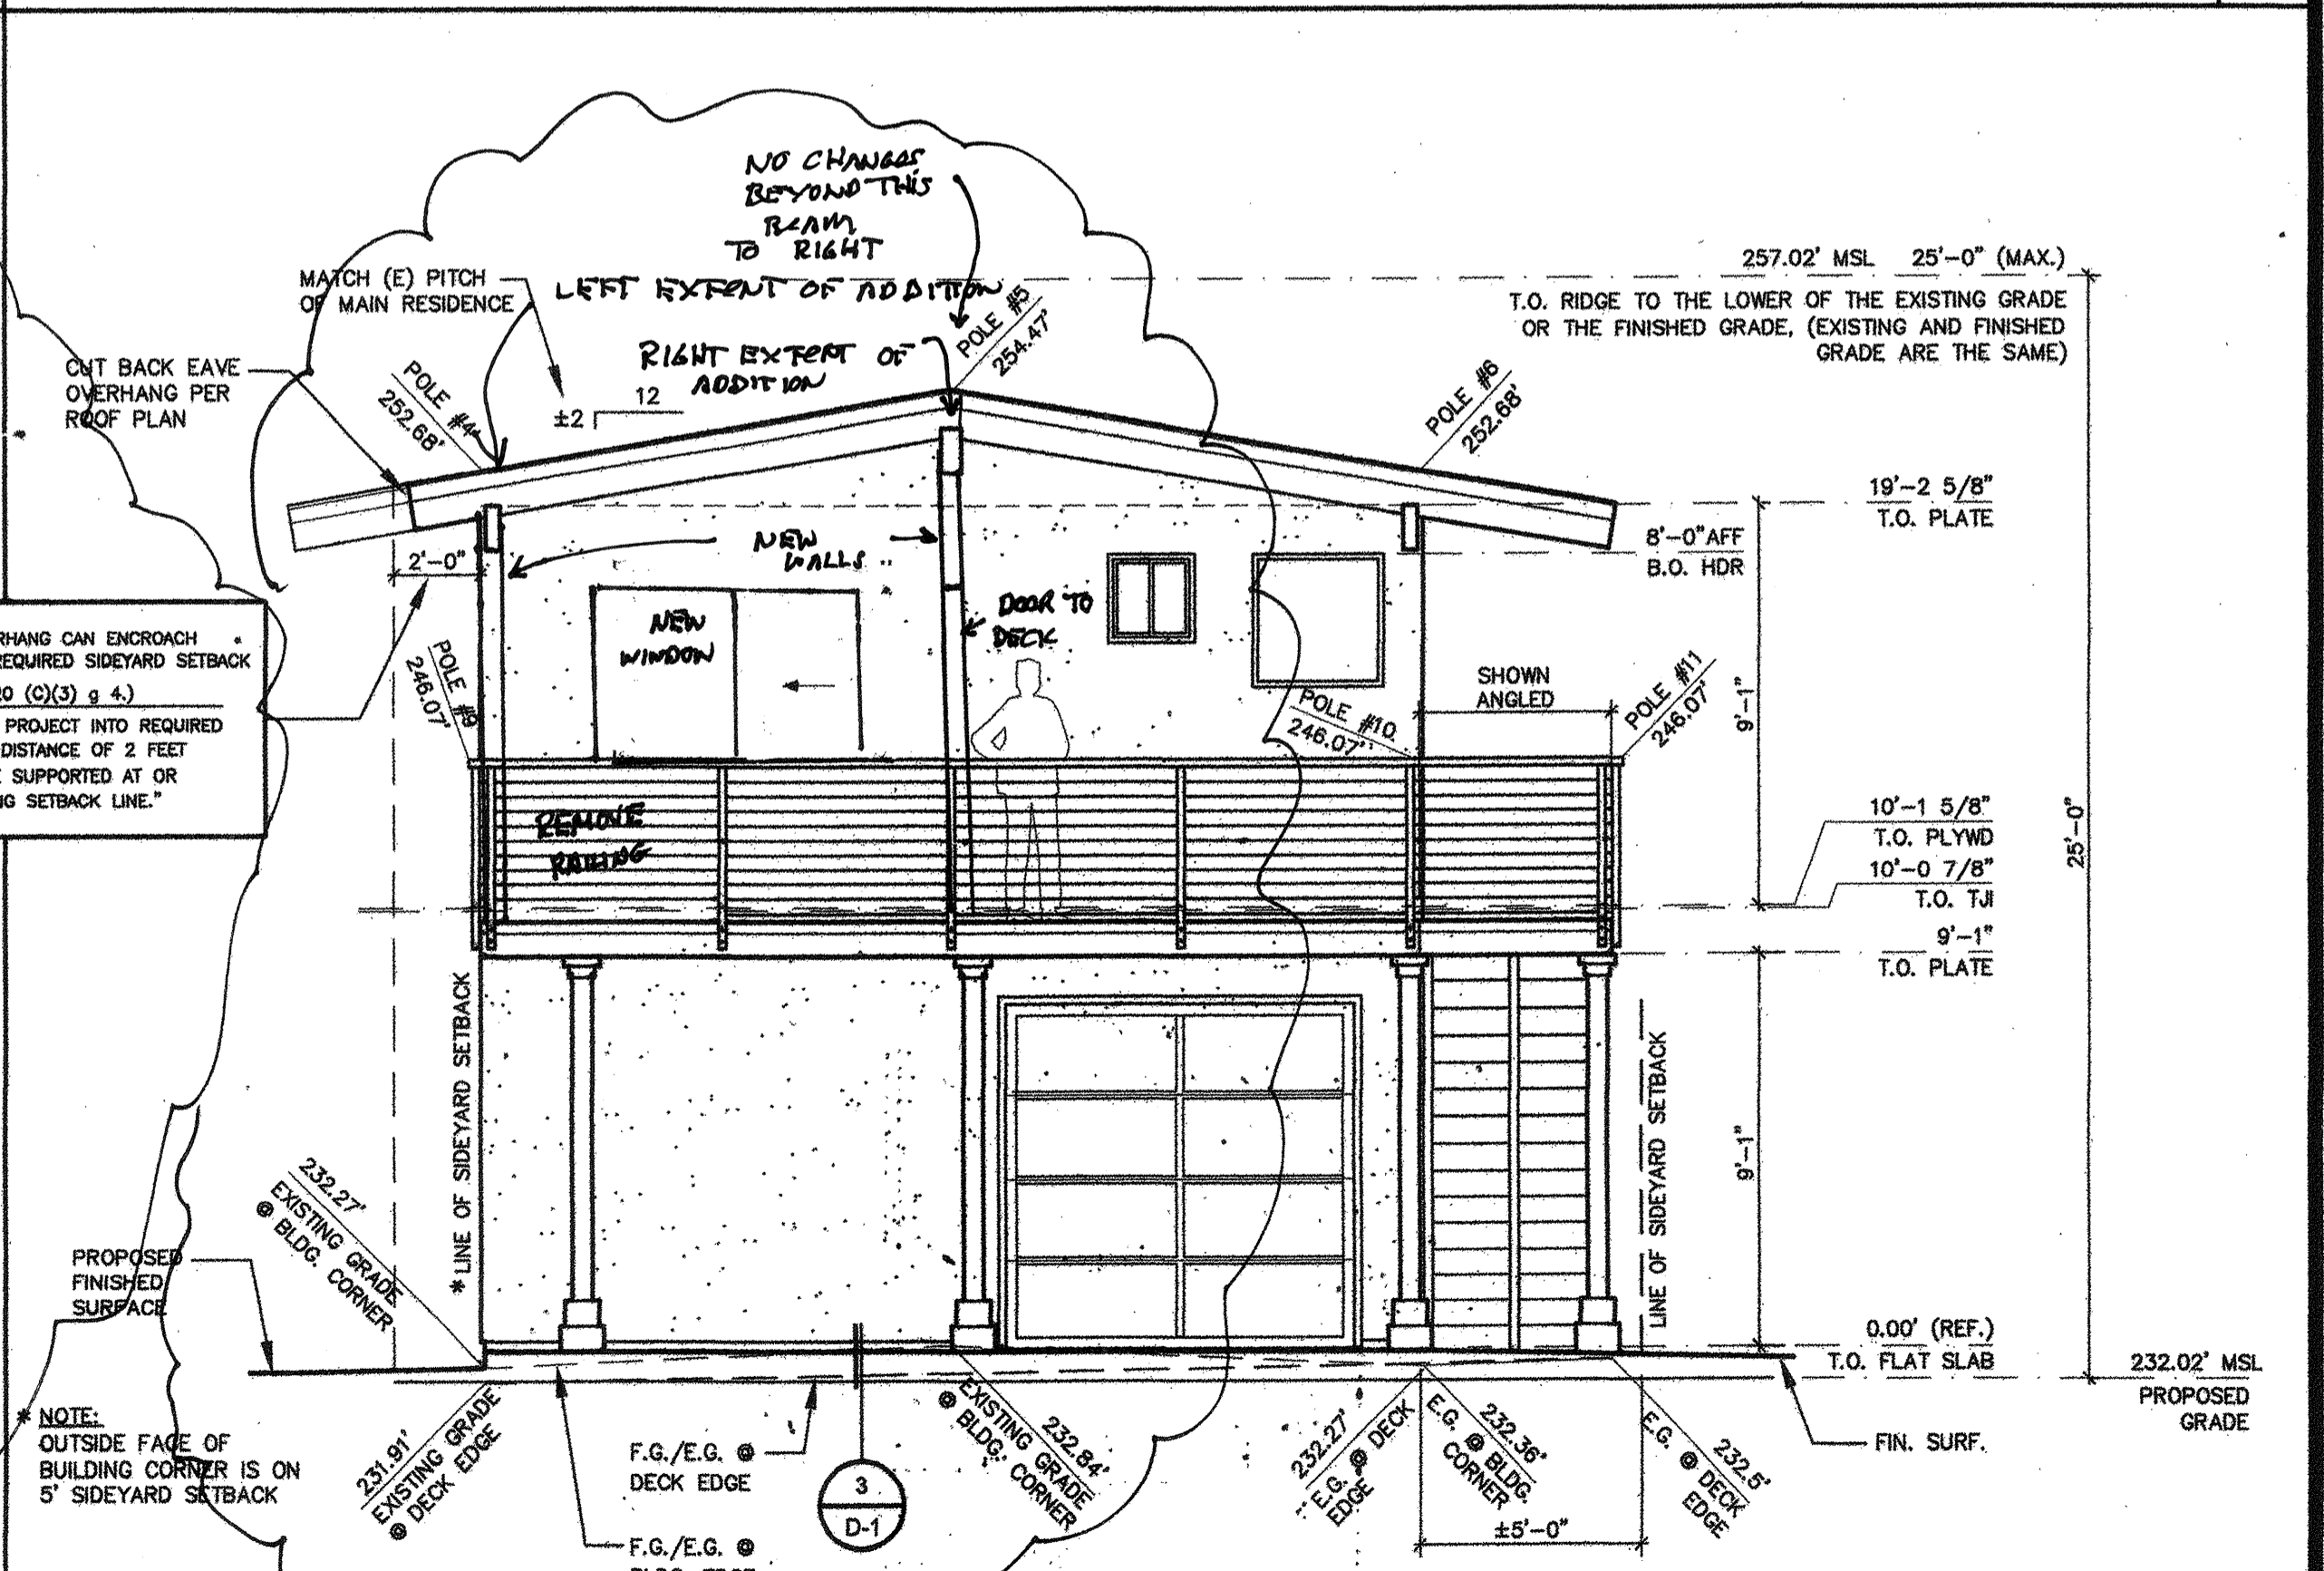 NO CHANGES
BEYOND THIS
BEAM
TO RIGHT
LEFT EXTENT OF ADDITION
RIGHT EXTENT OF
ADDITION
MATCH (E) PITCH
OF MAIN RESIDENCE
12
±2
CUT BACK EAVE
OVERHANG PER
ROOF PLAN
POLE #4
252.68'
POLE #5
254.47'
POLE #6
252.68'
257.02' MSL 25'-0" (MAX.)
T.O. RIDGE TO THE LOWER OF THE EXISTING GRADE
OR THE FINISHED GRADE, (EXISTING AND FINISHED
GRADE ARE THE SAME)
19'-2 5/8"
T.O. PLATE
8'-0"AFF
B.O. HDR
2'-0"
NEW
WALLS
NEW
WINDOW
DOOR TO
DECK
RHANG CAN ENCROACH
REQUIRED SIDEYARD SETBACK
20 (C)(3) g 4.)
PROJECT INTO REQUIRED
DISTANCE OF 2 FEET
SUPPORTED AT OR
NG SETBACK LINE."
POLE #9
246.07'
POLE #10
246.07'
SHOWN
ANGLED
POLE #11
246.07'
9'-1"
REMOVE
RAILING
10'-1 5/8"
T.O. PLYWD
10'-0 7/8"
T.O. TJI
9'-1"
T.O. PLATE
25'-0"
*LINE OF SIDEYARD SETBACK
LINE OF SIDEYARD SETBACK
9'-1"
232.27'
EXISTING GRADE
@ BLDG. CORNER
PROPOSED
FINISHED
SURFACE
0.00' (REF.)
T.O. FLAT SLAB
232.02' MSL
PROPOSED
GRADE
FIN. SURF.
* NOTE:
OUTSIDE FACE OF
BUILDING CORNER IS ON
5' SIDEYARD SETBACK
231.91'
EXISTING GRADE
@ DECK EDGE
F.G./E.G. @
DECK EDGE
F.G./E.G. @
3
D-1
232.84'
EXISTING GRADE
@ BLDG. CORNER
232.27'
E.G. @ DECK
EDGE
232.36'
E.G. @ BLDG.
CORNER
232.5'
E.G. @ DECK
EDGE
±5'-0"